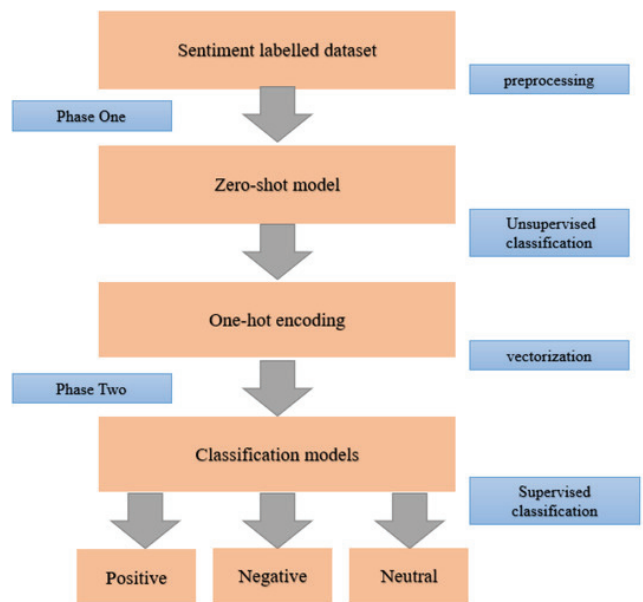 Sentiment labelled dataset
preprocessing
Phase One
Zero-shot model
Unsupervised
classification
One-hot encoding
vectorization
Phase Two
Classification models
Supervised
classification
Positive
Negative
Neutral